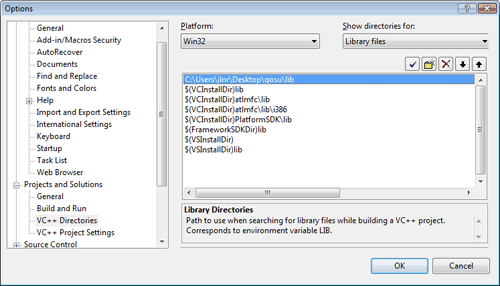 Options
General
Add-in/Macros Security
AutoRecover
Documents
Find and Replace
Fonts and Colors
Help
Import and Export Settings
International Settings
Keyboard
Startup
Task List
Web Browser
Projects and Solutions
General
Build and Run
VC++ Directories
VC++ Project Settings
Source Control
Platform:
Win32
Show directories for:
Library files
C:\Users\jlnr\Desktop\gosu\lib
$(VCInstallDir)lib
$(VCInstallDir)atlmfc\lib
$(VCInstallDir)atlmfc\lib\i386
$(VCInstallDir)PlatformSDK\lib
$(FrameworkSDKDir)lib
$(VSInstallDir)
$(VSInstallDir)lib
Library Directories
Path to use when searching for library files while building a VC++ project.
Corresponds to environment variable LIB.
OK
Cancel